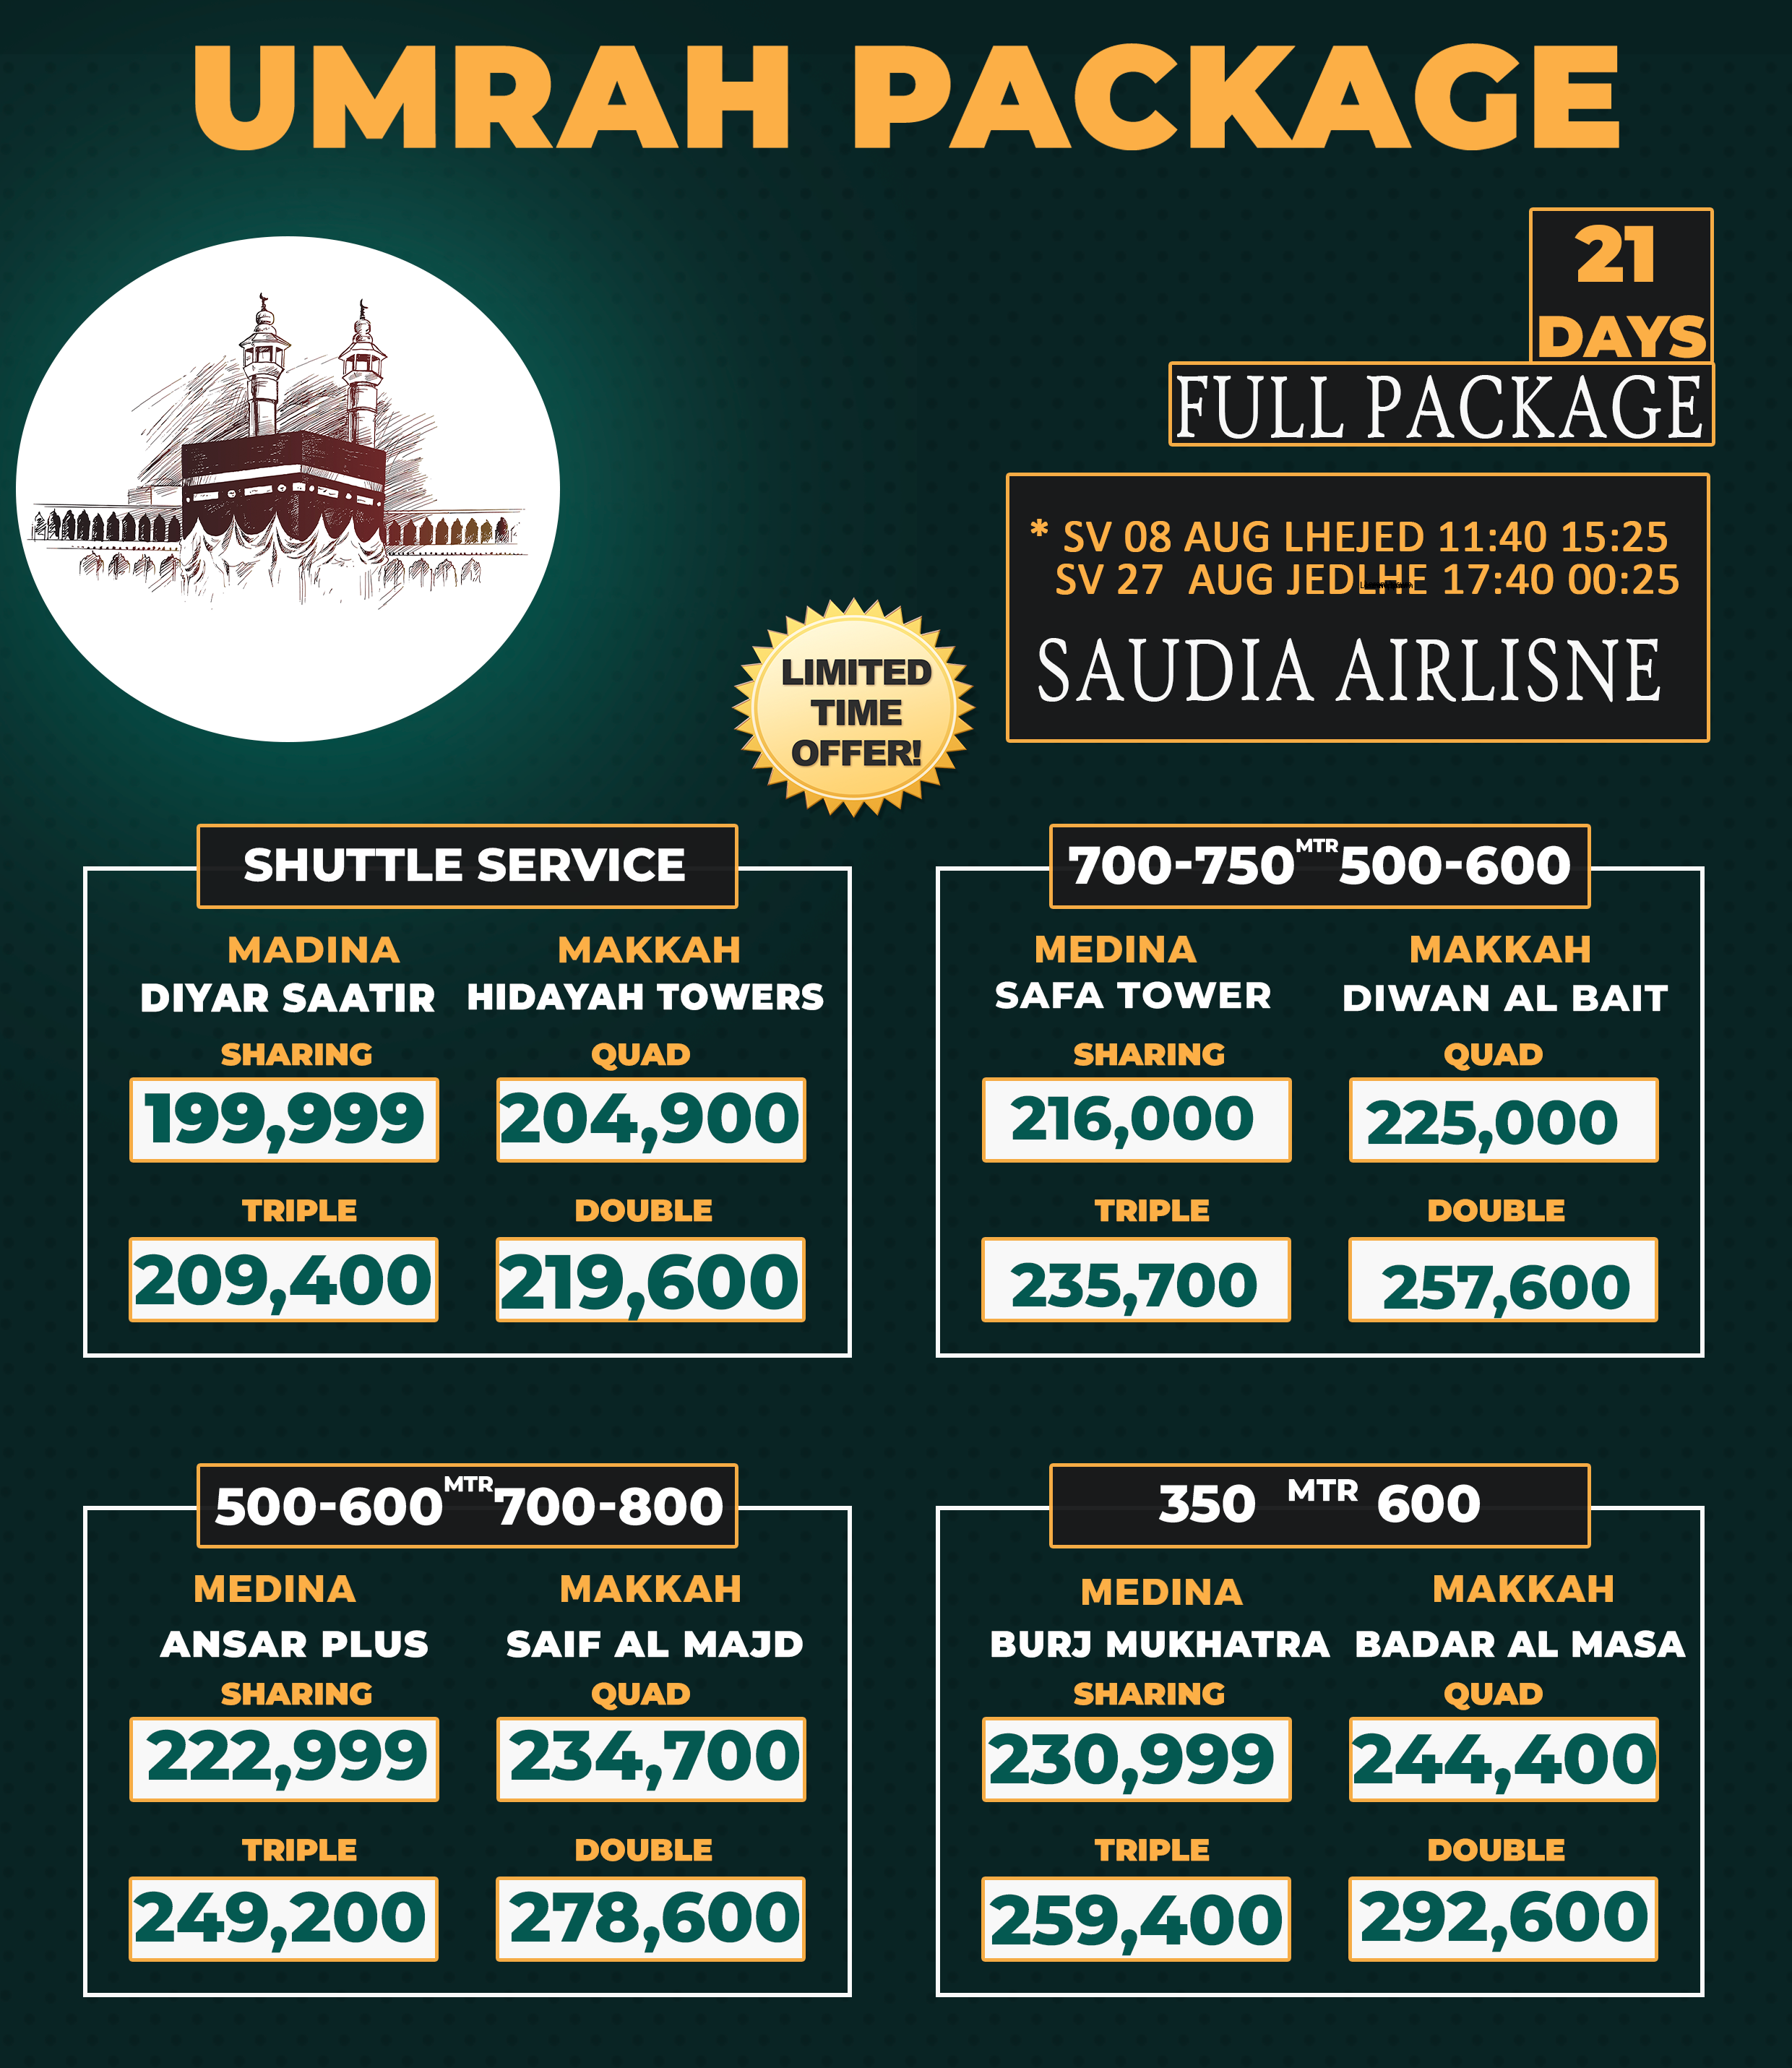 UMRAH PACKAGE
21
DAYS
FULL PACKAGE
* SV 08 AUG LHEJED 11:40 15:25
SV 27 AUG JEDLHE 17:40 00:25
SAUDIA AIRLISNE
LIMITED
TIME
OFFER!
SHUTTLE SERVICE
MADINA MAKKAH
DIYAR SAATIR HIDAYAH TOWERS
SHARING QUAD
199,999 204,900
TRIPLE DOUBLE
209,400 219,600
700-750 MTR 500-600
MEDINA MAKKAH
SAFA TOWER DIWAN AL BAIT
SHARING QUAD
216,000 225,000
TRIPLE DOUBLE
235,700 257,600
500-600 MTR 700-800
MEDINA MAKKAH
ANSAR PLUS SAIF AL MAJD
SHARING QUAD
222,999 234,700
TRIPLE DOUBLE
249,200 278,600
350 MTR 600
MEDINA MAKKAH
BURJ MUKHATRA BADAR AL MASA
SHARING QUAD
230,999 244,400
TRIPLE DOUBLE
259,400 292,600